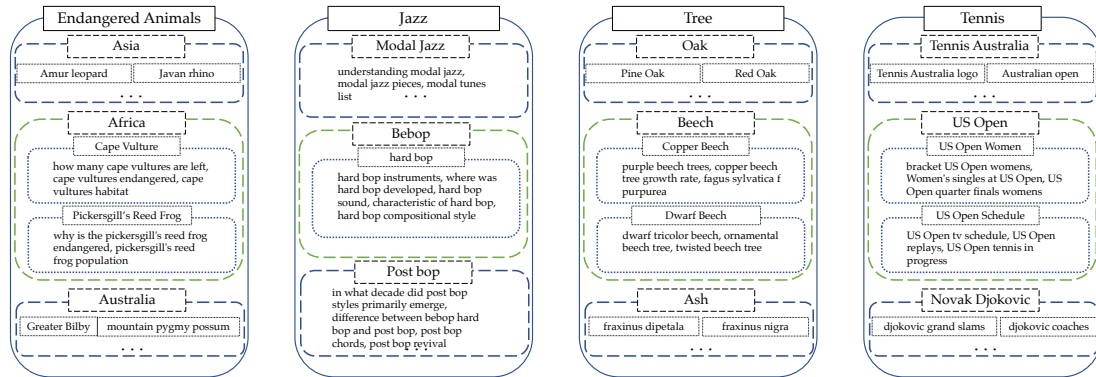 Endangered Animals
Asia
Amur leopard
Javan rhino
. . .
Africa
Cape Vulture
how many cape vultures are left,
cape vultures endangered, cape
vultures habitat
Pickersgill's Reed Frog
why is the pickersgill's reed frog
endangered, pickersgill's reed
frog population
Australia
Greater Bilby
mountain pygmy possum
. . .
Jazz
Modal Jazz
understanding modal jazz,
modal jazz pieces, modal tunes
list
. . .
Bebop
hard bop
hard bop instruments, where was
hard bop developed, hard bop
sound, characteristic of hard bop,
hard bop compositional style
Post bop
in what decade did post bop
styles primarily emerge,
difference between bebop hard
bop and post bop, post bop
chords, post bop revival
. . .
Tree
Oak
Pine Oak
Red Oak
. . .
Beech
Copper Beech
purple beech trees, copper beech
tree growth rate, fagus sylvatica f
purpurea
Dwarf Beech
dwarf tricolor beech, ornamental
beech tree, twisted beech tree
Ash
fraxinus dipetala
fraxinus nigra
. . .
Tennis
Tennis Australia
Tennis Australia logo
Australian open
. . .
US Open
US Open Women
bracket US Open womens,
Women's singles at US Open, US
Open quarter finals womens
US Open Schedule
US Open tv schedule, US Open
replays, US Open tennis in
progress
Novak Djokovic
djokovic grand slams
djokovic coaches
. . .